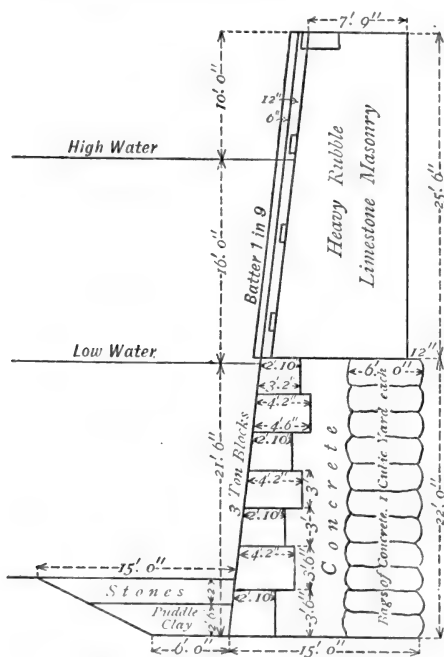 7′. 9″
10′. 0″
12″
6″
High Water
Heavy Rubble
Limestone Masonry
25′. 6″
Batter 1 in 9
16′. 0″
12″
Low Water
2′.10
6′. 0″
3′.2″
4′.2″
4′.6″
2′.10
3 Ton Blocks
21′. 6″
4′.2″
3′
Concrete
Bags of Concrete. 1 Cubic Yard each
22′. 0″
2′.10
3′
4′.2″
3′.6″
15′. 0″
Stones
2′.10″
3′.6″
Puddle
Clay
6′. 0″
15′. 0″